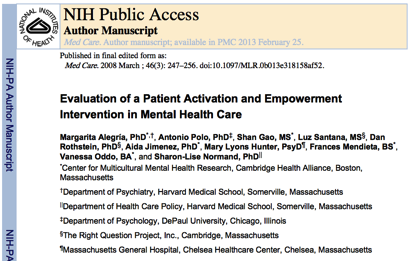 NATIONAL INSTITUTES OF HEALTH
NIH Public Access
Author Manuscript
Med Care. Author manuscript; available in PMC 2013 February 25.
Published in final edited form as:
Med Care. 2008 March ; 46(3): 247–256. doi:10.1097/MLR.0b013e318158af52.
Evaluation of a Patient Activation and Empowerment
Intervention in Mental Health Care
Margarita Alegría, PhD*,†, Antonio Polo, PhD‡, Shan Gao, MS*, Luz Santana, MS§, Dan
Rothstein, PhD§, Aida Jimenez, PhD*, Mary Lyons Hunter, PsyD¶, Frances Mendieta, BS*,
Vanessa Oddo, BA*, and Sharon-Lise Normand, PhD||
*Center for Multicultural Mental Health Research, Cambridge Health Alliance, Boston,
Massachusetts
†Department of Psychiatry, Harvard Medical School, Somerville, Massachusetts
||Department of Health Care Policy, Harvard Medical School, Somerville, Massachusetts
‡Department of Psychology, DePaul University, Chicago, Illinois
§The Right Question Project, Inc., Cambridge, Massachusetts
¶Massachusetts General Hospital, Chelsea Healthcare Center, Chelsea, Massachusetts
NIH-PA Author Manuscript
NIH-PA